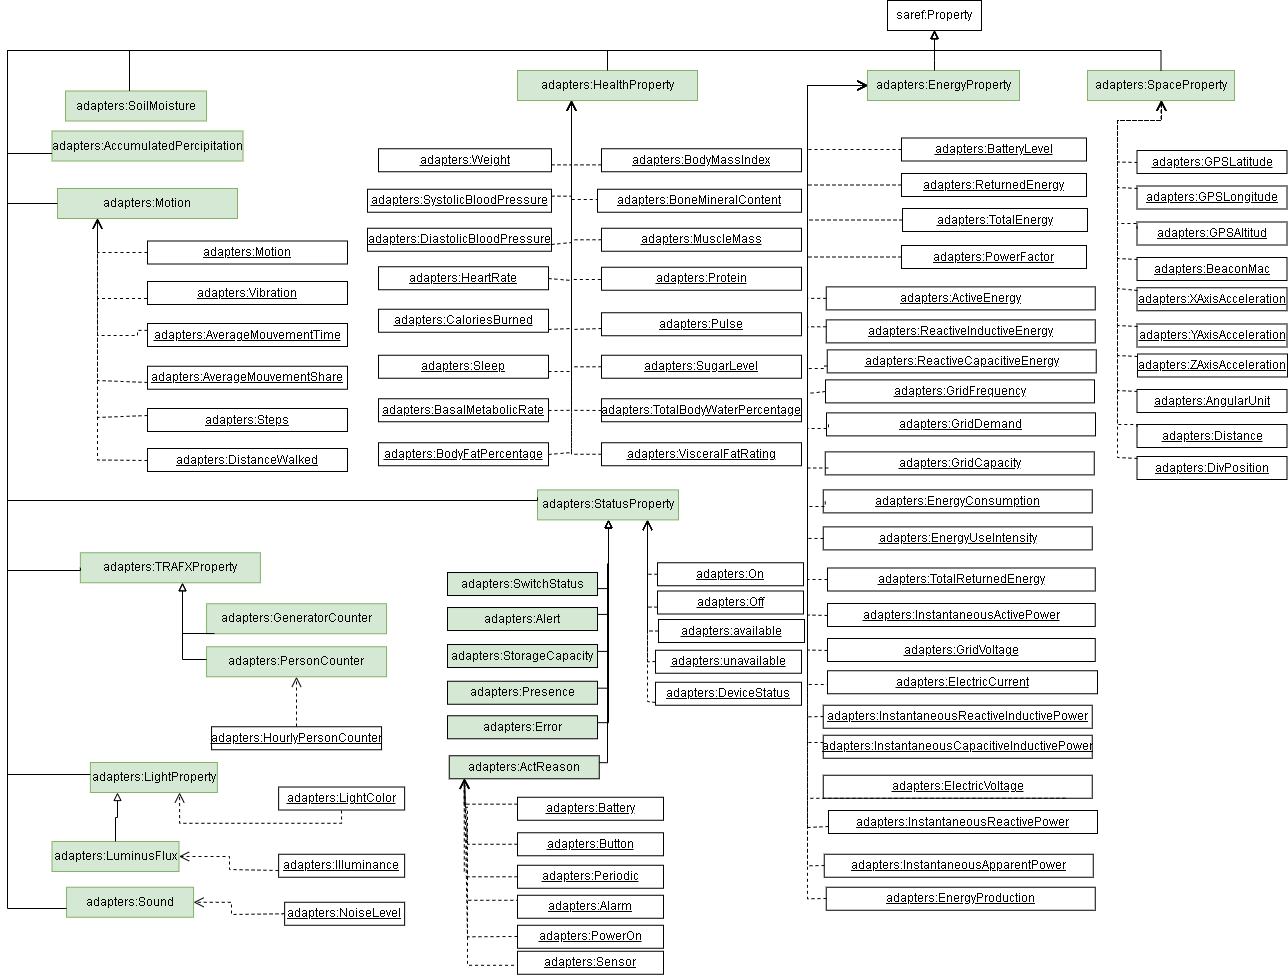 saref:Property
adapters:SoilMoisture
adapters:HealthProperty
adapters:EnergyProperty
adapters:SpaceProperty
adapters:AccumulatedPercipitation
adapters:Motion
adapters:Motion
adapters:Vibration
adapters:AverageMouvementTime
adapters:AverageMouvementShare
adapters:Steps
adapters:DistanceWalked
adapters:Weight
adapters:BodyMassIndex
adapters:SystolicBloodPressure
adapters:BoneMineralContent
adapters:DiastolicBloodPressure
adapters:MuscleMass
adapters:HeartRate
adapters:Protein
adapters:CaloriesBurned
adapters:Pulse
adapters:Sleep
adapters:SugarLevel
adapters:BasalMetabolicRate
adapters:TotalBodyWaterPercentage
adapters:BodyFatPercentage
adapters:VisceralFatRating
adapters:BatteryLevel
adapters:ReturnedEnergy
adapters:TotalEnergy
adapters:PowerFactor
adapters:ActiveEnergy
adapters:ReactiveInductiveEnergy
adapters:ReactiveCapacitiveEnergy
adapters:GridFrequency
adapters:GridDemand
adapters:GridCapacity
adapters:EnergyConsumption
adapters:EnergyUseIntensity
adapters:TotalReturnedEnergy
adapters:InstantaneousActivePower
adapters:GridVoltage
adapters:ElectricCurrent
adapters:InstantaneousReactiveInductivePower
adapters:InstantaneousCapacitiveInductivePower
adapters:ElectricVoltage
adapters:InstantaneousReactivePower
adapters:InstantaneousApparentPower
adapters:EnergyProduction
adapters:GPSLatitude
adapters:GPSLongitude
adapters:GPSAltitud
adapters:BeaconMac
adapters:XAxisAcceleration
adapters:YAxisAcceleration
adapters:ZAxisAcceleration
adapters:AngularUnit
adapters:Distance
adapters:DivPosition
adapters:StatusProperty
adapters:SwitchStatus
adapters:Alert
adapters:StorageCapacity
adapters:Presence
adapters:Error
adapters:ActReason
adapters:On
adapters:Off
adapters:available
adapters:unavailable
adapters:DeviceStatus
adapters:Battery
adapters:Button
adapters:Periodic
adapters:Alarm
adapters:PowerOn
adapters:Sensor
adapters:TRAFXProperty
adapters:GeneratorCounter
adapters:PersonCounter
adapters:HourlyPersonCounter
adapters:LightProperty
adapters:LightColor
adapters:LuminusFlux
adapters:Illuminance
adapters:Sound
adapters:NoiseLevel